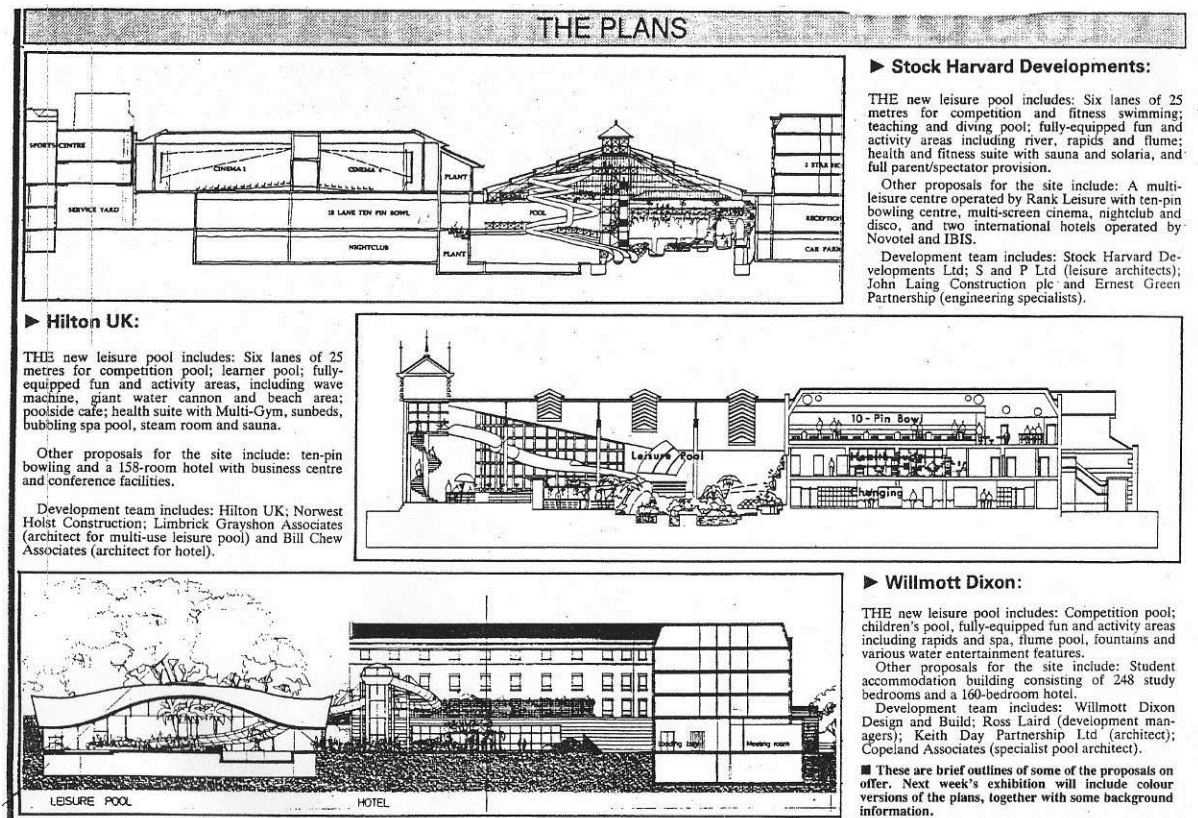 THE PLANS
SPORTS CENTRE
CINEMA 1
CINEMA 4
PLANT
SERVICE YARD
18 LANE TEN PIN BOWL
POOL
NIGHTCLUB
PLANT
RECEPTION
CAR PARK
► Stock Harvard Developments:
THE new leisure pool includes: Six lanes of 25
metres for competition and fitness swimming;
teaching and diving pool; fully-equipped fun and
activity areas including river, rapids and flume;
health and fitness suite with sauna and solaria, and
full parent/spectator provision.
Other proposals for the site include: A multi-
leisure centre operated by Rank Leisure with ten-pin
bowling centre, multi-screen cinema, nightclub and
disco, and two international hotels operated by
Novotel and IBIS.
Development team includes: Stock Harvard De-
velopments Ltd; S and P Ltd (leisure architects);
John Laing Construction plc and Ernest Green
Partnership (engineering specialists).
► Hilton UK:
THE new leisure pool includes: Six lanes of 25
metres for competition pool; learner pool; fully-
equipped fun and activity areas, including wave
machine, giant water cannon and beach area;
poolside cafe; health suite with Multi-Gym, sunbeds,
bubbling spa pool, steam room and sauna.
Other proposals for the site include: ten-pin
bowling and a 158-room hotel with business centre
and conference facilities.
Development team includes: Hilton UK; Norwest
Holst Construction; Limbrick Grayshon Associates
(architect for multi-use leisure pool) and Bill Chew
Associates (architect for hotel).
10-Pin Bowl
Leisure Pool
Changing
► Willmott Dixon:
THE new leisure pool includes: Competition pool;
children's pool, fully-equipped fun and activity areas
including rapids and spa, flume pool, fountains and
various water entertainment features.
Other proposals for the site include: Student
accommodation building consisting of 248 study
bedrooms and a 160-bedroom hotel.
Development team includes: Willmott Dixon
Design and Build; Ross Laird (development man-
agers); Keith Day Partnership Ltd (architect);
Copeland Associates (specialist pool architect).
■ These are brief outlines of some of the proposals on
offer. Next week's exhibition will include colour
versions of the plans, together with some background
information.
Loading bay
Meeting room
LEISURE POOL
HOTEL